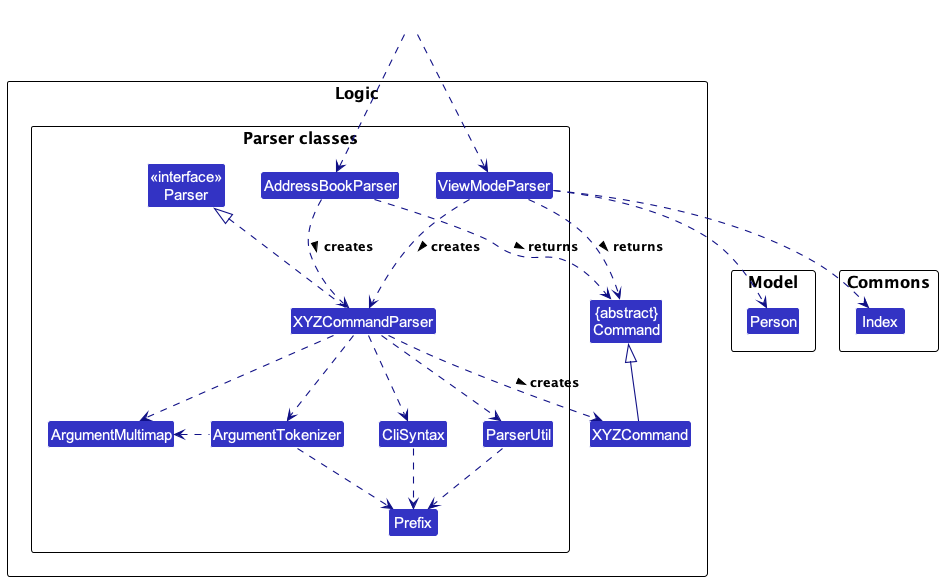 Logic
Parser classes
«interface»
Parser
AddressBookParser
ViewModeParser
creates
creates
returns
returns
Model
Commons
XYZCommandParser
{abstract}
Command
Person
Index
creates
ArgumentMultimap
ArgumentTokenizer
CliSyntax
ParserUtil
XYZCommand
Prefix